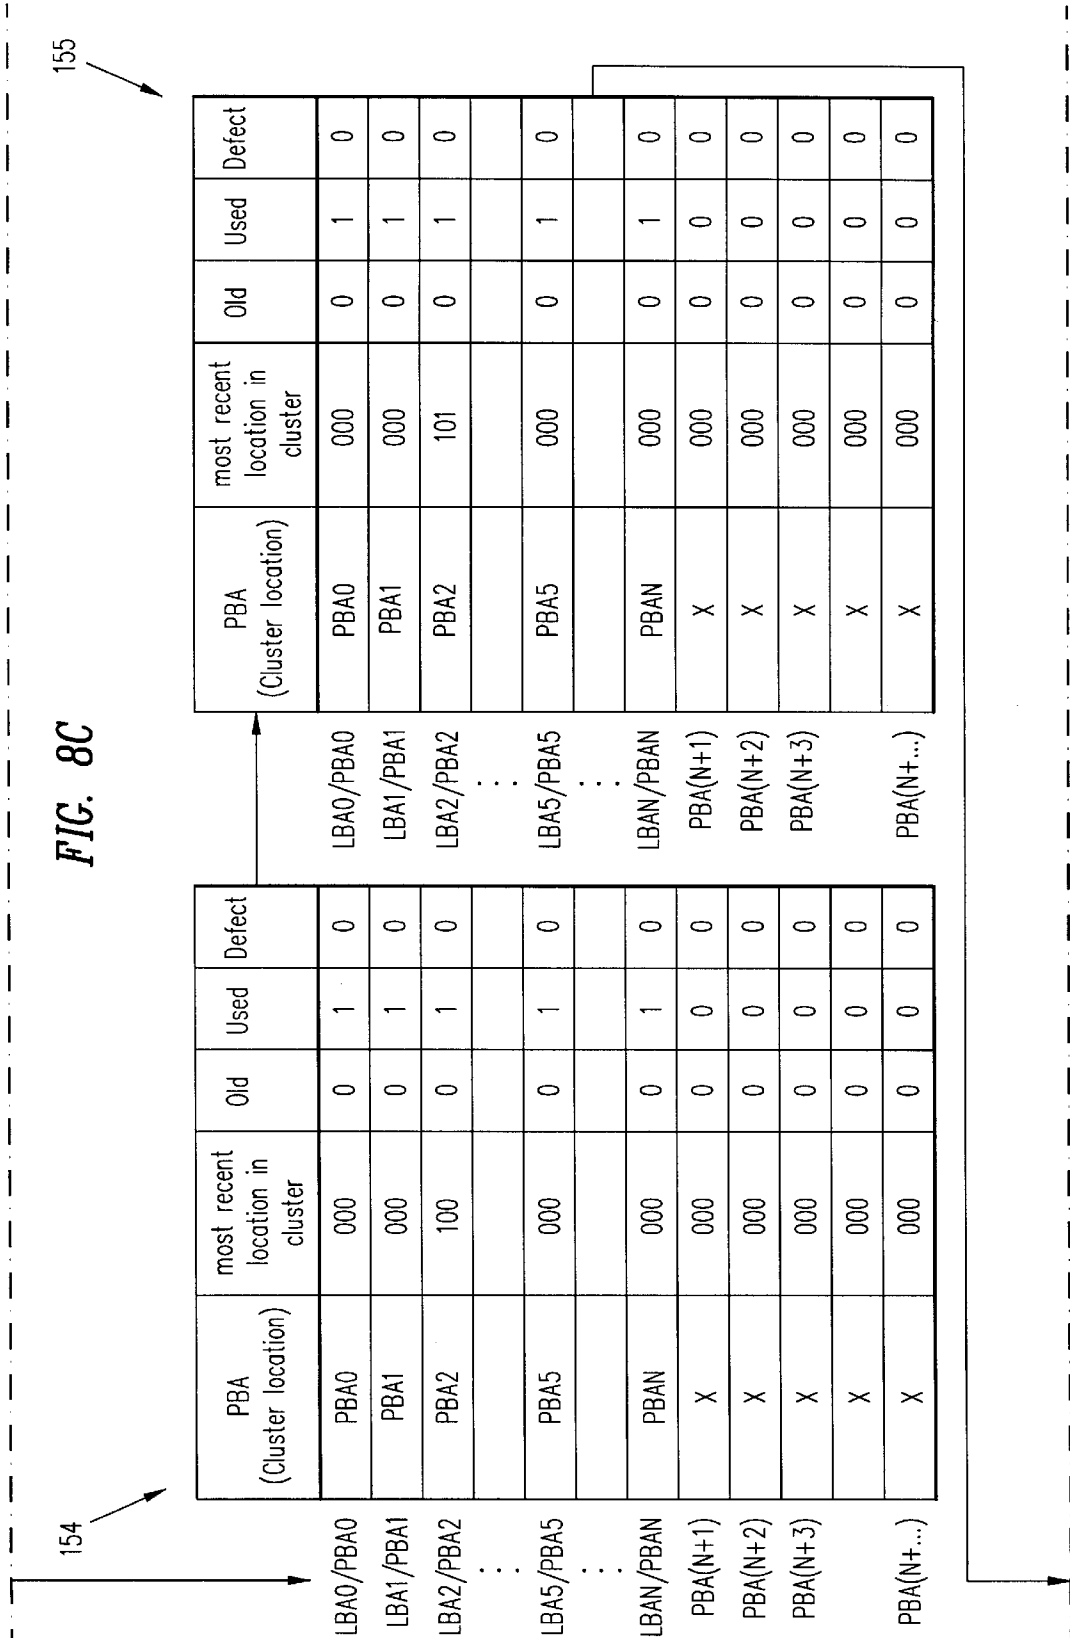 FIG. 8C
154
PBA (Cluster location) most recent location in cluster Old Used Defect
LBA0/PBA0 PBA0 000 0 1 0
LBA1/PBA1 PBA1 000 0 1 0
LBA2/PBA2 PBA2 100 0 1 0
...
LBA5/PBA5 PBA5 000 0 1 0
...
LBAN/PBAN PBAN 000 0 1 0
PBA(N+1) X 000 0 0 0
PBA(N+2) X 000 0 0 0
PBA(N+3) X 000 0 0 0
X 000 0 0 0
PBA(N+...) X 000 0 0 0
155
PBA (Cluster location) most recent location in cluster Old Used Defect
LBA0/PBA0 PBA0 000 0 1 0
LBA1/PBA1 PBA1 000 0 1 0
LBA2/PBA2 PBA2 101 0 1 0
...
LBA5/PBA5 PBA5 000 0 1 0
...
LBAN/PBAN PBAN 000 0 1 0
PBA(N+1) X 000 0 0 0
PBA(N+2) X 000 0 0 0
PBA(N+3) X 000 0 0 0
X 000 0 0 0
PBA(N+...) X 000 0 0 0